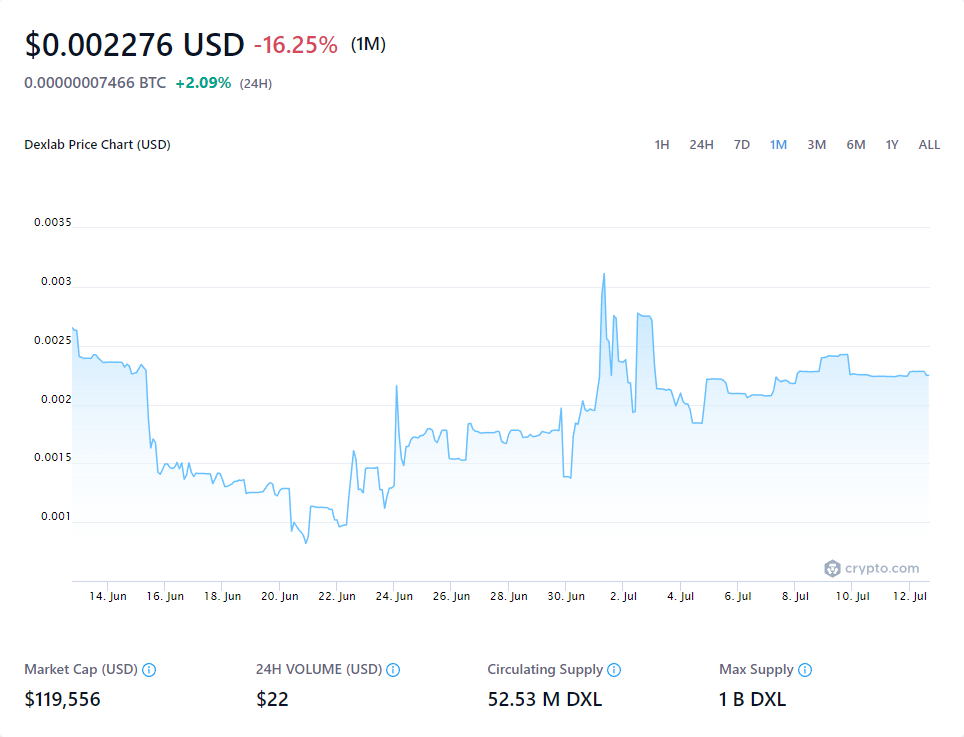 $0.002276 USD -16.25% (1M)
0.00000007466 BTC +2.09% (24H)
Dexlab Price Chart (USD) 1H 24H 7D 1M 3M 6M 1Y ALL
0.0035
0.003
0.0025
0.002
0.0015
0.001
crypto.com
14. Jun 16. Jun 18. Jun 20. Jun 22. Jun 24. Jun 26. Jun 28. Jun 30. Jun 2. Jul 4. Jul 6. Jul 8. Jul 10. Jul 12. Jul
Market Cap (USD) 24H VOLUME (USD) Circulating Supply Max Supply
$119,556 $22 52.53 M DXL 1 B DXL